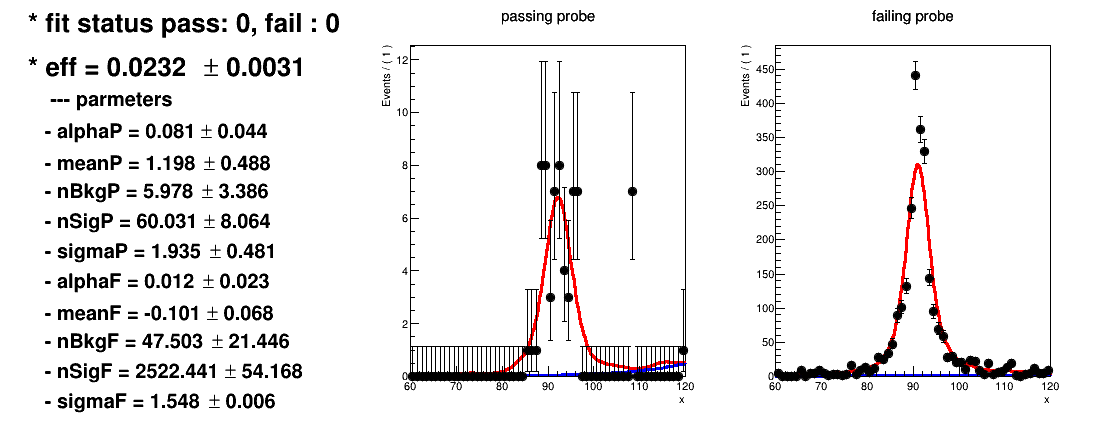 * fit status pass: 0, fail : 0
* eff = 0.0232 ± 0.0031
--- parmeters
- alphaP = 0.081 ± 0.044
- meanP = 1.198 ± 0.488
- nBkgP = 5.978 ± 3.386
- nSigP = 60.031 ± 8.064
- sigmaP = 1.935 ± 0.481
- alphaF = 0.012 ± 0.023
- meanF = -0.101 ± 0.068
- nBkgF = 47.503 ± 21.446
- nSigF = 2522.441 ± 54.168
- sigmaF = 1.548 ± 0.006
passing probe
Events / ( 1 )
12
10
8
6
4
2
0
60 70 80 90 100 110 120
x
failing probe
Events / ( 1 )
450
400
350
300
250
200
150
100
50
0
60 70 80 90 100 110 120
x